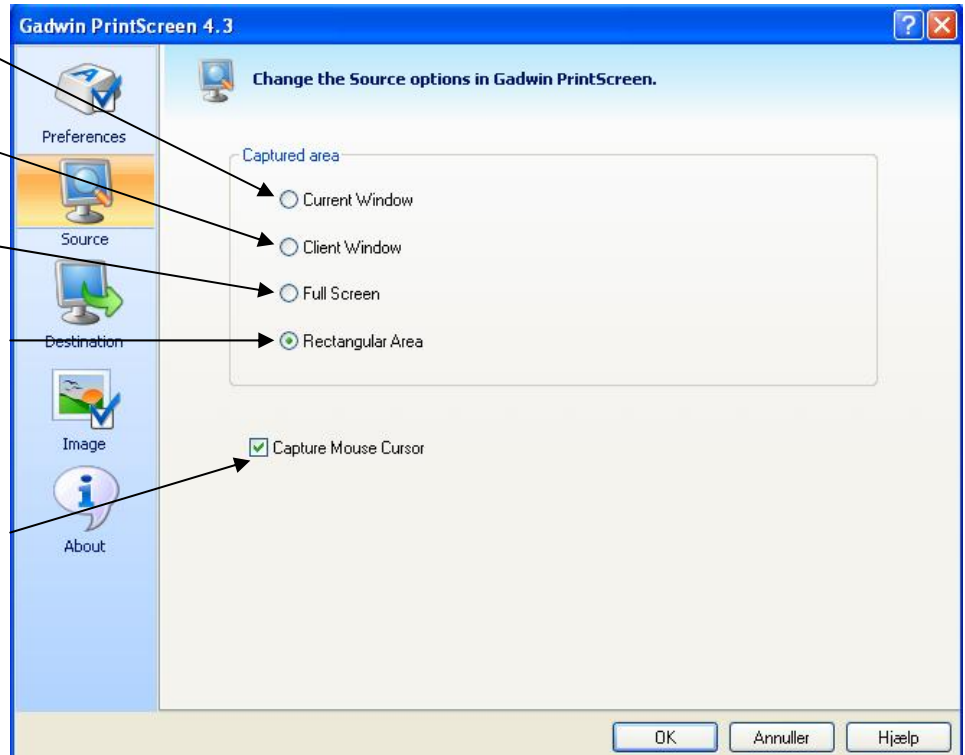 Gadwin PrintScreen 4.3
Preferences
Source
Destination
Image
About
Change the Source options in Gadwin PrintScreen.
Captured area
Current Window
Client Window
Full Screen
Rectangular Area
Capture Mouse Cursor
OK Annuller Hjælp